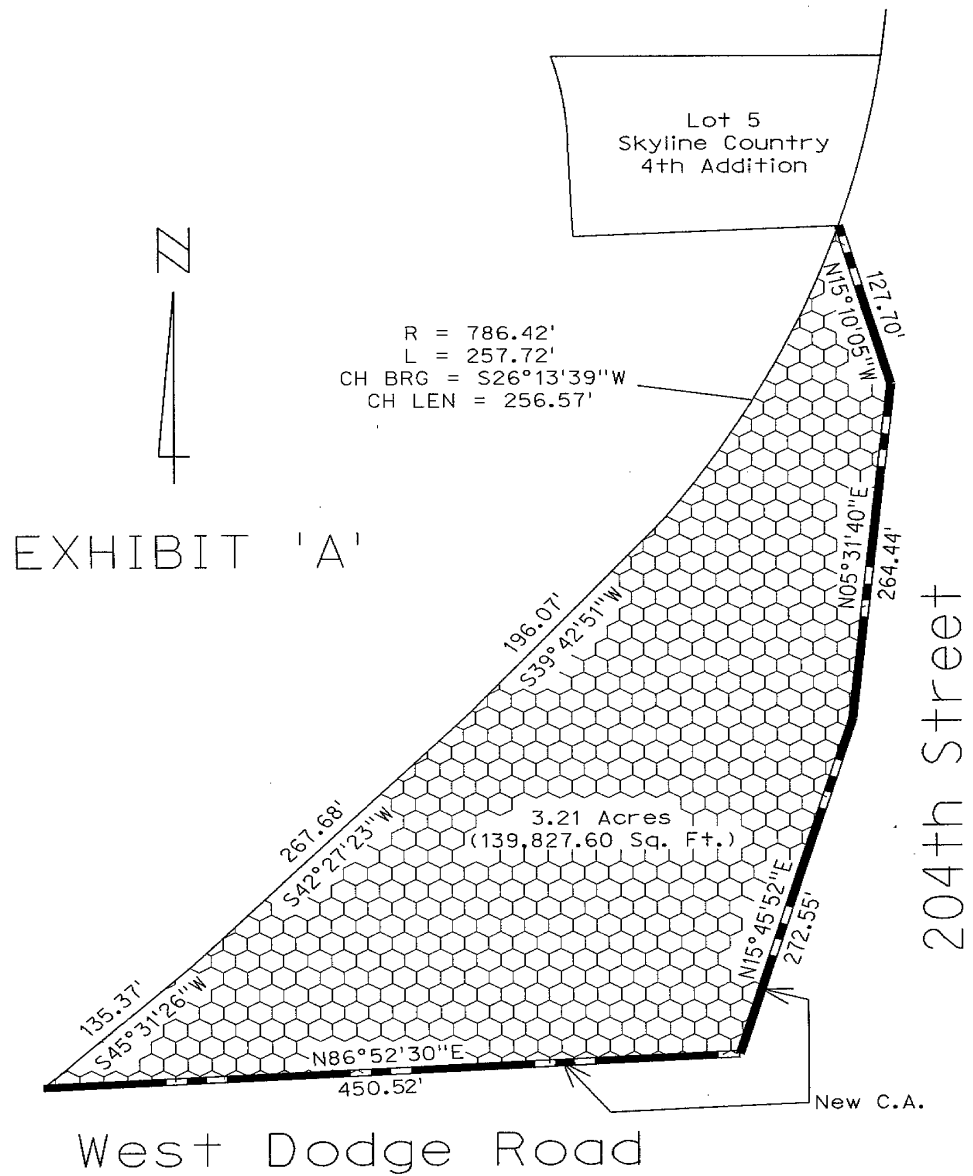 Lot 5
Skyline Country
4th Addition
N
R = 786.42'
L = 257.72'
CH BRG = S26°13'39"W
CH LEN = 256.57'
N15°10'05"W
127.70'
EXHIBIT 'A'
N05°31'40"E
264.44'
196.07'
S39°42'51"W
204th Street
267.68'
S42°27'23"W
3.21 Acres
(139,827.60 Sq. Ft.)
N15°45'52"E
272.55'
135.37'
S45°31'26"W
N86°52'30"E
450.52'
New C.A.
West Dodge Road